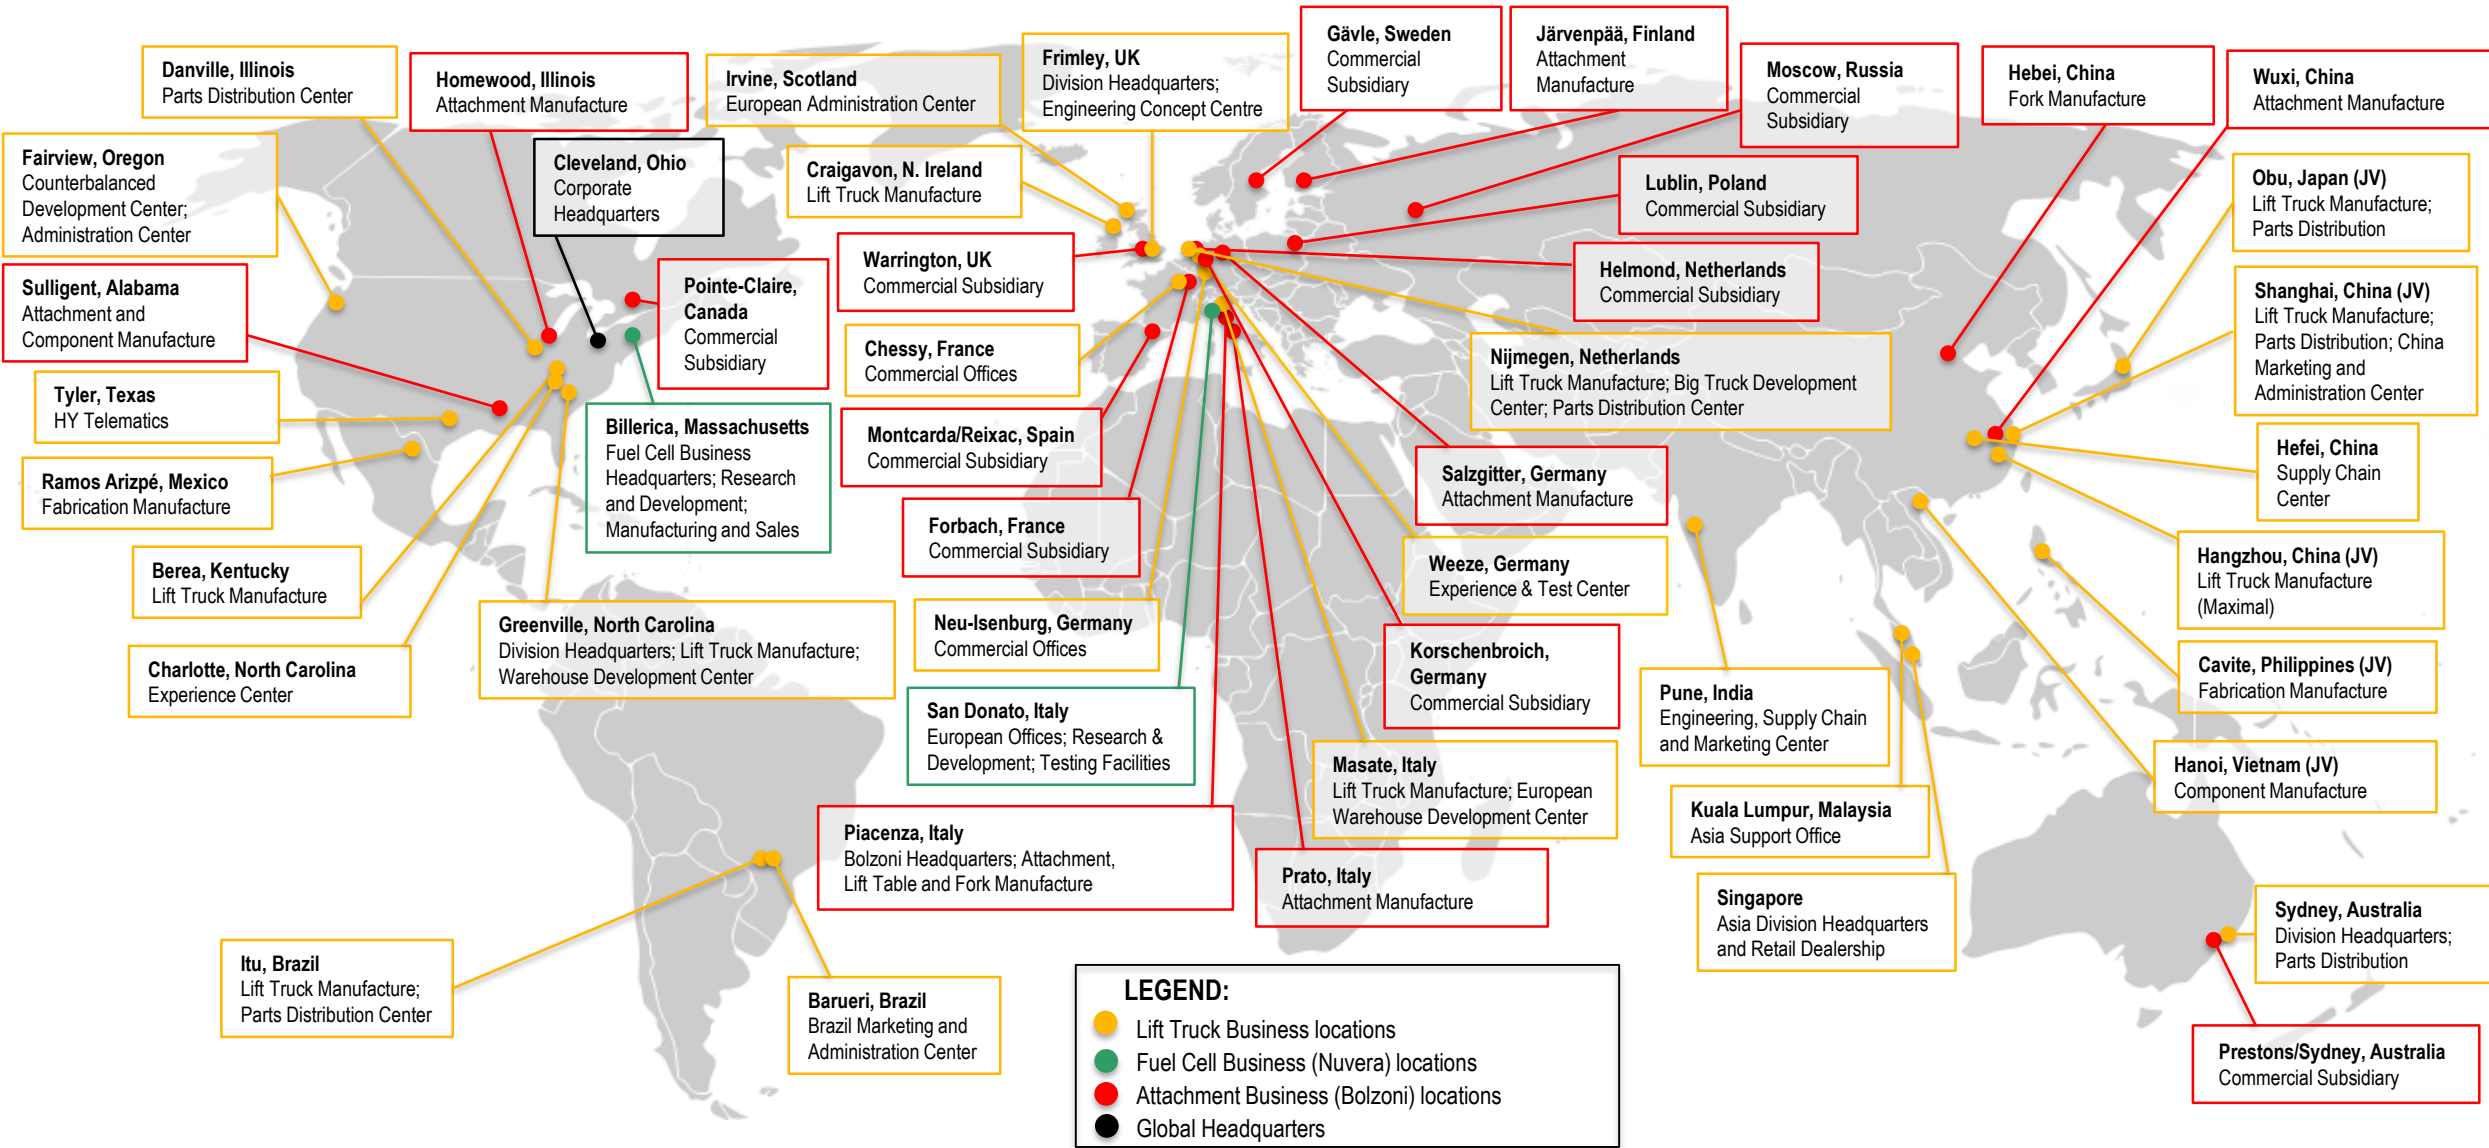 Danville, Illinois
Parts Distribution Center
Homewood, Illinois
Attachment Manufacture
Irvine, Scotland
European Administration Center
Frimley, UK
Division Headquarters;
Engineering Concept Centre
Gävle, Sweden
Commercial
Subsidiary
Järvenpää, Finland
Attachment
Manufacture
Moscow, Russia
Commercial
Subsidiary
Hebei, China
Fork Manufacture
Wuxi, China
Attachment Manufacture
Fairview, Oregon
Counterbalanced
Development Center;
Administration Center
Cleveland, Ohio
Corporate
Headquarters
Craigavon, N. Ireland
Lift Truck Manufacture
Lublin, Poland
Commercial Subsidiary
Obu, Japan (JV)
Lift Truck Manufacture;
Parts Distribution
Sulligent, Alabama
Attachment and
Component Manufacture
Pointe-Claire,
Canada
Commercial
Subsidiary
Warrington, UK
Commercial Subsidiary
Helmond, Netherlands
Commercial Subsidiary
Shanghai, China (JV)
Lift Truck Manufacture;
Parts Distribution; China
Marketing and
Administration Center
Tyler, Texas
HY Telematics
Chessy, France
Commercial Offices
Nijmegen, Netherlands
Lift Truck Manufacture; Big Truck Development
Center; Parts Distribution Center
Billerica, Massachusetts
Fuel Cell Business
Headquarters; Research
and Development;
Manufacturing and Sales
Montcarda/Reixac, Spain
Commercial Subsidiary
Salzgitter, Germany
Attachment Manufacture
Hefei, China
Supply Chain
Center
Ramos Arizpé, Mexico
Fabrication Manufacture
Forbach, France
Commercial Subsidiary
Weeze, Germany
Experience & Test Center
Hangzhou, China (JV)
Lift Truck Manufacture
(Maximal)
Berea, Kentucky
Lift Truck Manufacture
Greenville, North Carolina
Division Headquarters; Lift Truck Manufacture;
Warehouse Development Center
Neu-Isenburg, Germany
Commercial Offices
Korschenbroich,
Germany
Commercial Subsidiary
Pune, India
Engineering, Supply Chain
and Marketing Center
Cavite, Philippines (JV)
Fabrication Manufacture
Charlotte, North Carolina
Experience Center
San Donato, Italy
European Offices; Research &
Development; Testing Facilities
Masate, Italy
Lift Truck Manufacture; European
Warehouse Development Center
Hanoi, Vietnam (JV)
Component Manufacture
Kuala Lumpur, Malaysia
Asia Support Office
Piacenza, Italy
Bolzoni Headquarters; Attachment,
Lift Table and Fork Manufacture
Prato, Italy
Attachment Manufacture
Singapore
Asia Division Headquarters
and Retail Dealership
Sydney, Australia
Division Headquarters;
Parts Distribution
Itu, Brazil
Lift Truck Manufacture;
Parts Distribution Center
Barueri, Brazil
Brazil Marketing and
Administration Center
Prestons/Sydney, Australia
Commercial Subsidiary
LEGEND:
Lift Truck Business locations
Fuel Cell Business (Nuvera) locations
Attachment Business (Bolzoni) locations
Global Headquarters